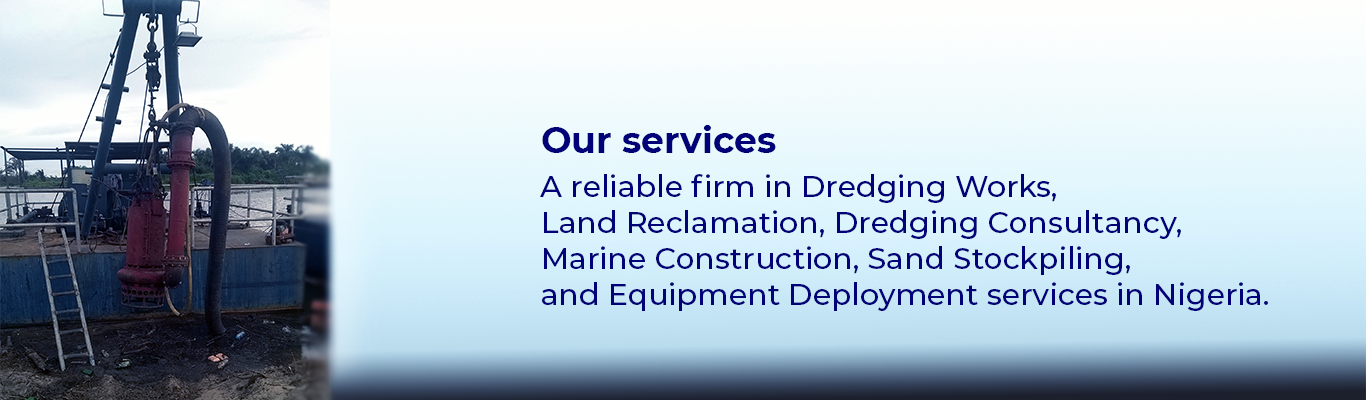 Our services
A reliable firm in Dredging Works,
Land Reclamation, Dredging Consultancy,
Marine Construction, Sand Stockpiling,
and Equipment Deployment services in Nigeria.